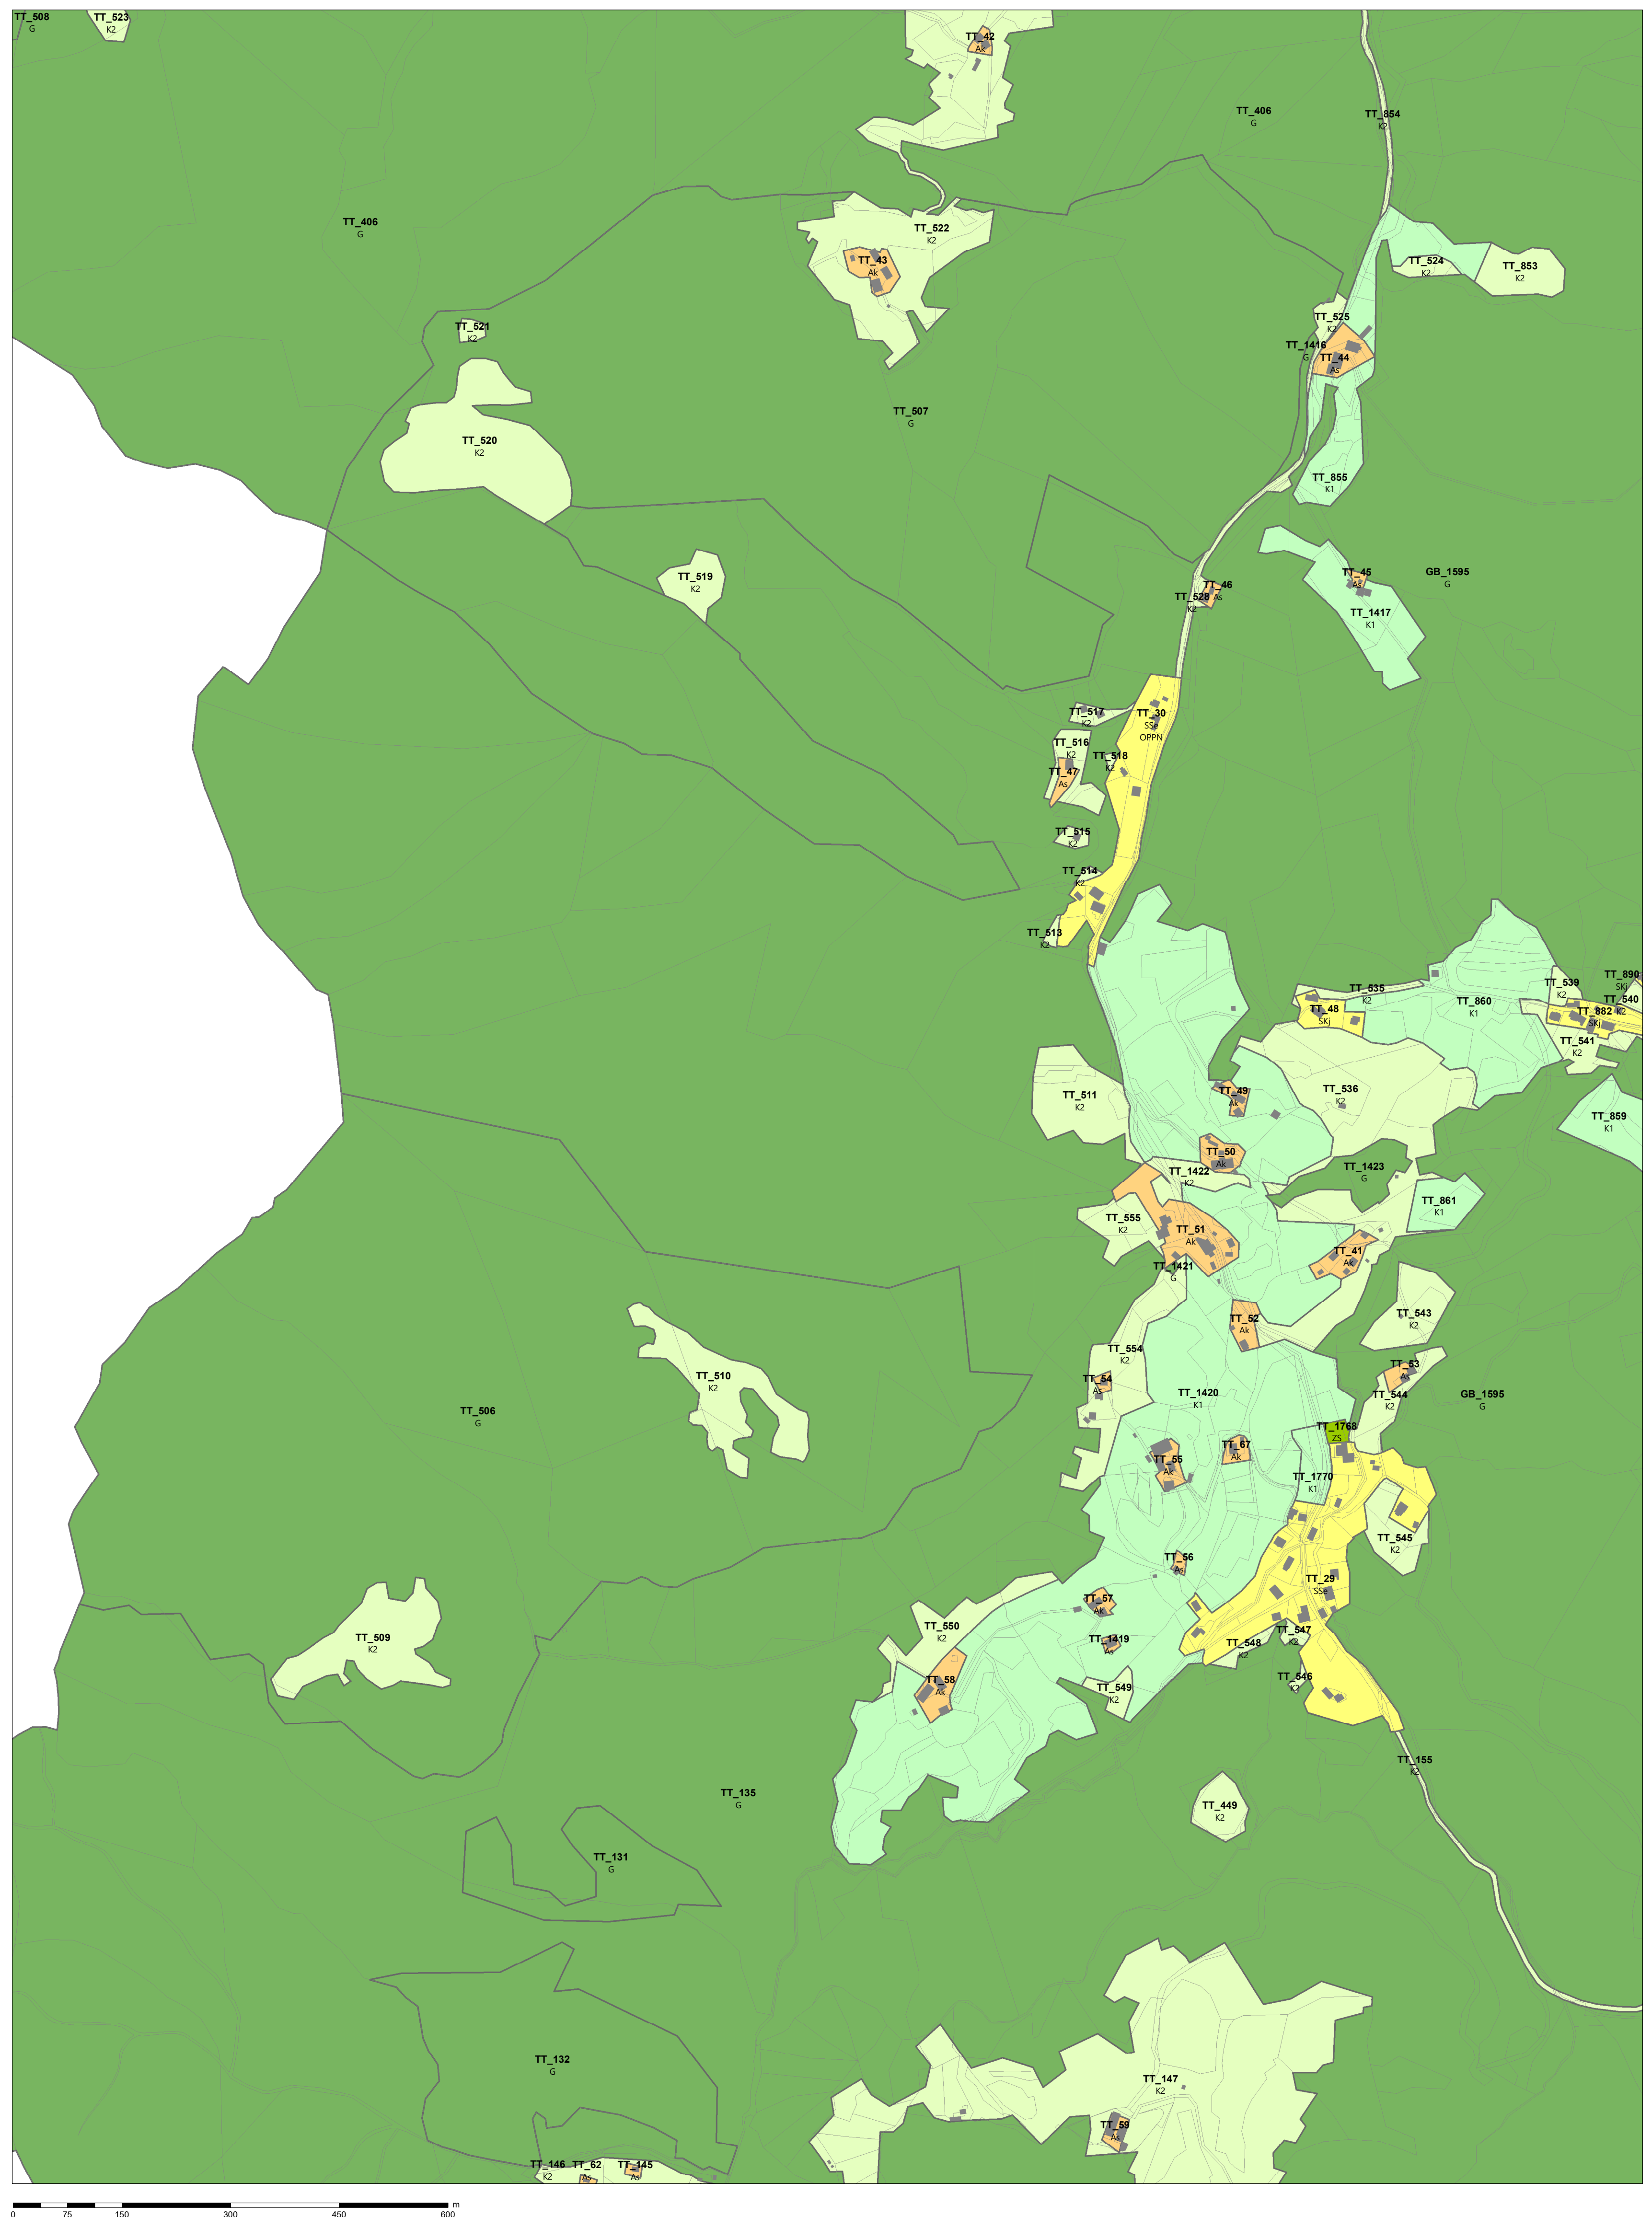 TT_508
G
TT_523
K2
TT_42
Ak
TT_406
G
TT_854
K2
TT_406
G
TT_522
K2
TT_43
Ak
TT_524
K2
TT_853
K2
TT_521
K2
TT_525
K2
TT_1416
G
TT_44
As
TT_507
G
TT_520
K2
TT_855
K1
TT_519
K2
TT_46
As
TT_528
K2
TT_45
As
GB_1595
G
TT_1417
K1
TT_517
K2
TT_30
SSe
OPPN
TT_516
K2
TT_518
K2
TT_47
As
TT_515
K2
TT_514
K2
TT_513
K2
TT_890
SKj
TT_539
K2
TT_535
K2
TT_540
K2
TT_860
K1
TT_48
SKj
TT_882
SKj
TT_541
K2
TT_511
K2
TT_49
Ak
TT_536
K2
TT_859
K1
TT_50
Ak
TT_1422
K2
TT_1423
G
TT_861
K1
TT_555
K2
TT_51
Ak
TT_41
Ak
TT_1421
G
TT_543
K2
TT_52
Ak
TT_554
K2
TT_53
As
TT_510
K2
TT_54
As
TT_1420
K1
TT_544
K2
GB_1595
G
TT_506
G
TT_1768
ZS
TT_67
Ak
TT_55
Ak
TT_1770
K1
TT_545
K2
TT_56
As
TT_29
SSe
TT_57
Ak
TT_550
K2
TT_509
K2
TT_1419
As
TT_547
K2
TT_548
K2
TT_58
Ak
TT_546
K2
TT_549
K2
TT_155
K2
TT_135
G
TT_449
K2
TT_131
G
TT_132
G
TT_147
K2
TT_59
As
TT_146
K2
TT_62
As
TT_145
As
m
0 75 150 300 450 600